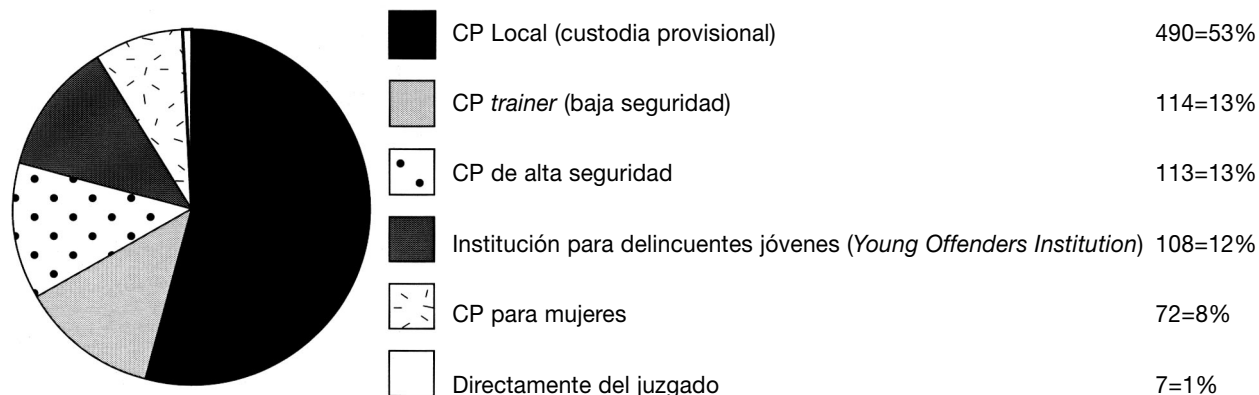 CP Local (custodia provisional) 490=53%
CP trainer (baja seguridad) 114=13%
CP de alta seguridad 113=13%
Institución para delincuentes jóvenes (Young Offenders Institution) 108=12%
CP para mujeres 72=8%
Directamente del juzgado 7=1%